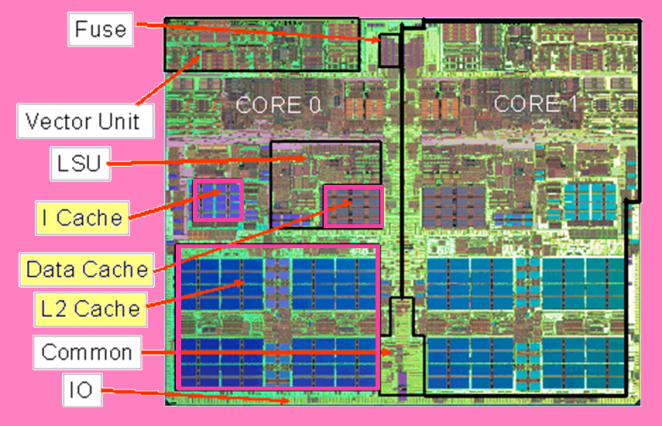 Fuse
CORE 0
CORE 1
Vector Unit
LSU
I Cache
Data Cache
L2 Cache
Common
IO